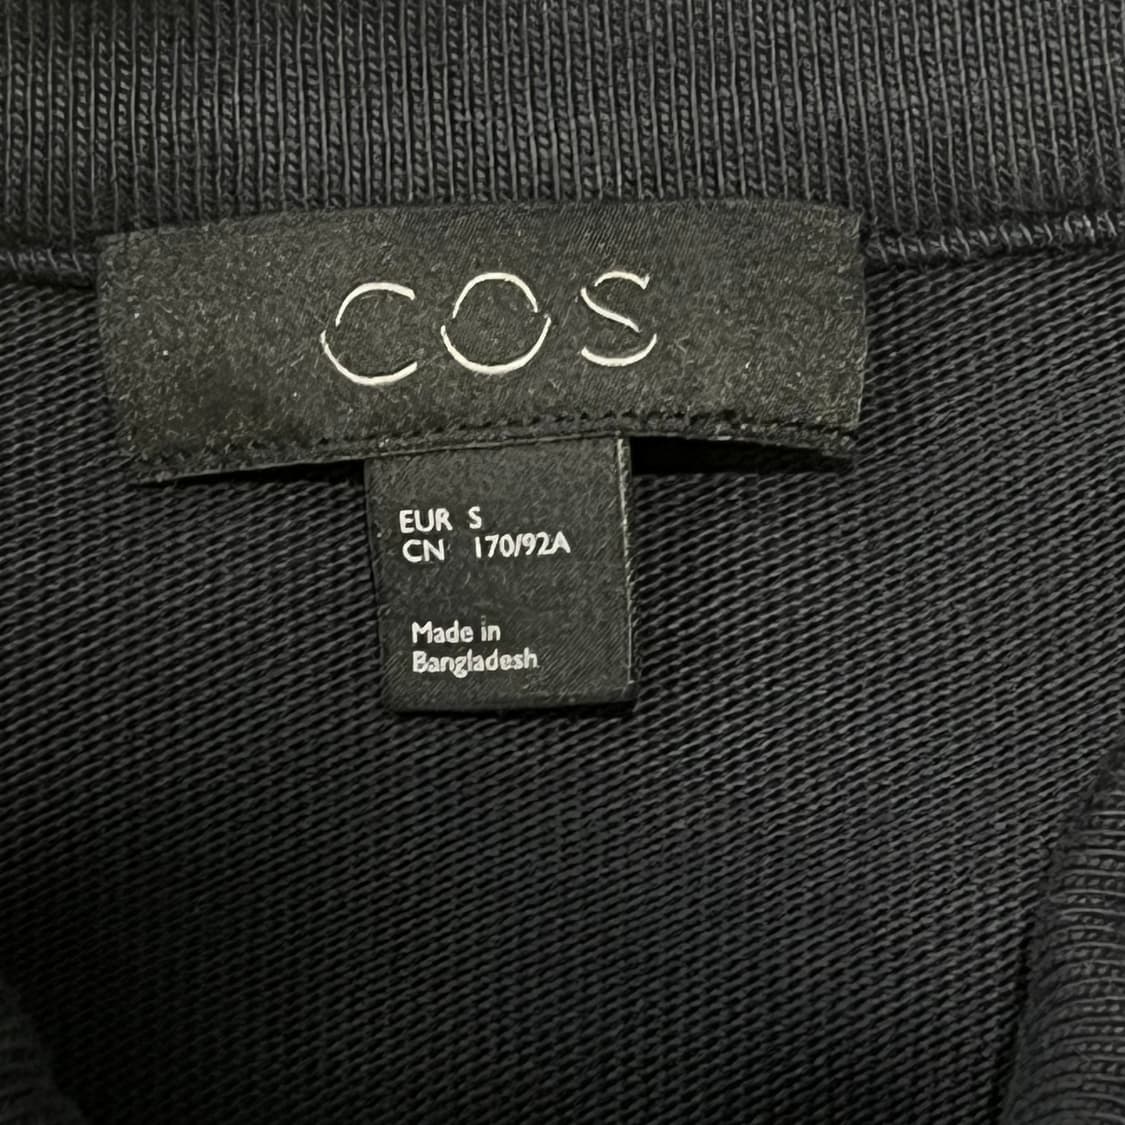 COS
EUR S
CN 170/92A
Made in
Bangladesh